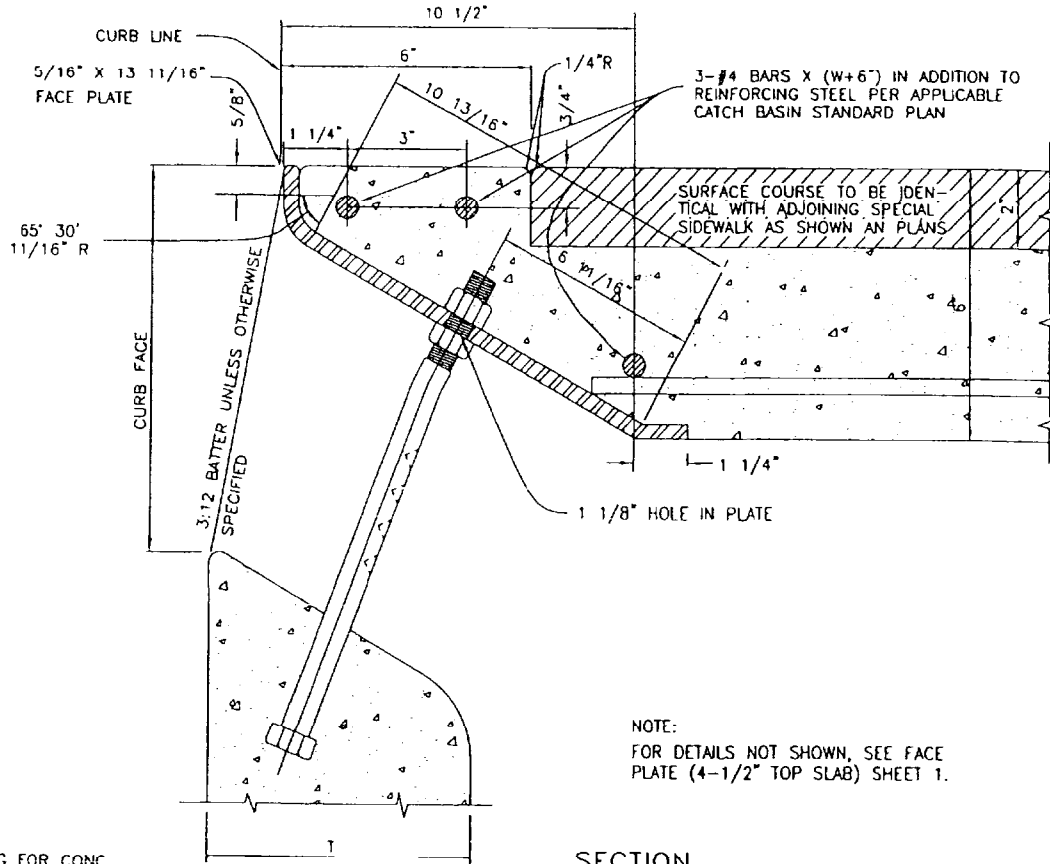 10 1/2"
CURB LINE
6"
5/16" X 13 11/16"
FACE PLATE
5/8"
1/4"R
10 13/16"
3/4"
3-#4 BARS X (W+6") IN ADDITION TO
REINFORCING STEEL PER APPLICABLE
CATCH BASIN STANDARD PLAN
1 1/4"
3"
SURFACE COURSE TO BE IDEN-
TICAL WITH ADJOINING SPECIAL
SIDEWALK AS SHOWN AN PLANS
2"
65° 30'
11/16" R
6"
CURB FACE
3:12 BATTER UNLESS OTHERWISE
SPECIFIED
1 1/4"
1 1/8" HOLE IN PLATE
NOTE:
FOR DETAILS NOT SHOWN, SEE FACE
PLATE (4-1/2" TOP SLAB) SHEET 1.
FOR CONC
T
SECTION